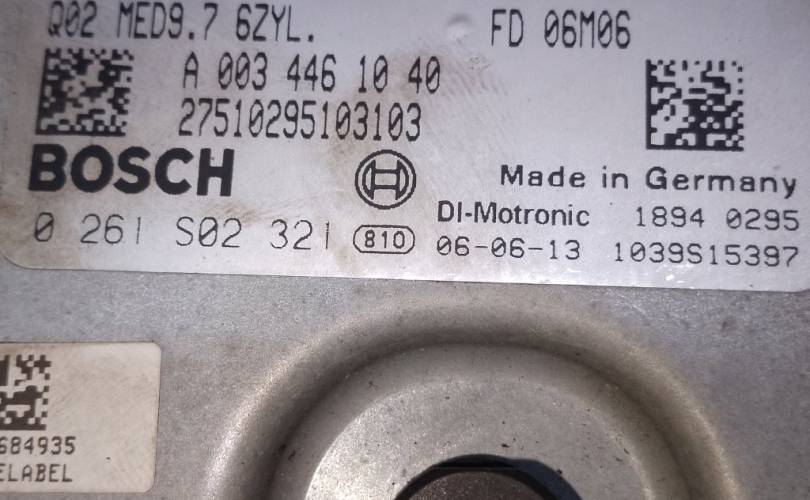 Q02 MED9.7 6ZYL. FD 06M06
A 003 446 10 40
27510295103103
BOSCH
Made in Germany
DI-Motronic 1894 0295
0 261 S02 321 810 06-06-13 1039S15397
684935
ELABEL